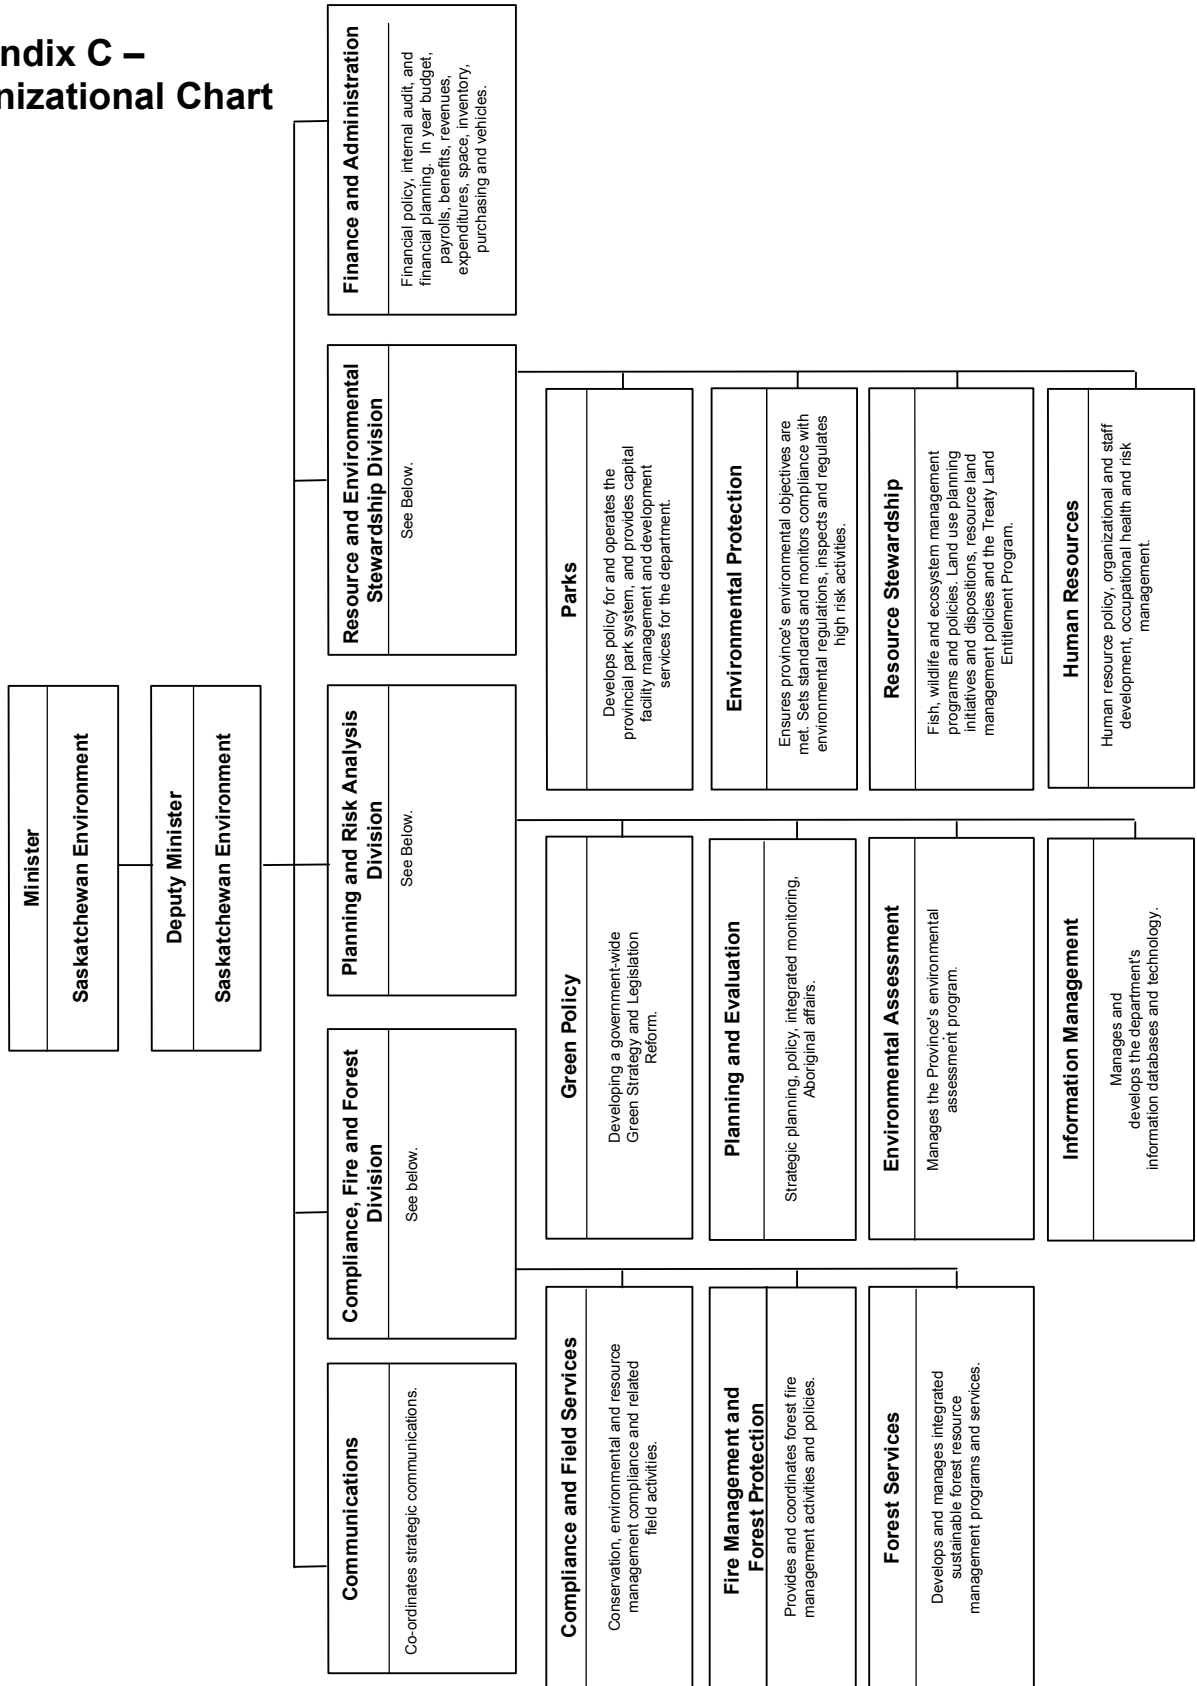 ndix C –
nizational Chart
Minister
Saskatchewan Environment
Deputy Minister
Saskatchewan Environment
Communications
Co-ordinates strategic communications.
Compliance, Fire and Forest
Division
See below.
Planning and Risk Analysis
Division
See Below.
Resource and Environmental
Stewardship Division
See Below.
Finance and Administration
Financial policy, internal audit, and
financial planning. In year budget,
payrolls, benefits, revenues,
expenditures, space, inventory,
purchasing and vehicles.
Compliance and Field Services
Conservation, environmental and resource
management compliance and related
field activities.
Green Policy
Developing a government-wide
Green Strategy and Legislation
Reform.
Parks
Develops policy for and operates the
provincial park system, and provides capital
facility management and development
services for the department.
Fire Management and
Forest Protection
Provides and coordinates forest fire
management activities and policies.
Planning and Evaluation
Strategic planning, policy, integrated monitoring,
Aboriginal affairs.
Environmental Protection
Ensures province's environmental objectives are
met. Sets standards and monitors compliance with
environmental regulations, inspects and regulates
high risk activities.
Forest Services
Develops and manages integrated
sustainable forest resource
management programs and services.
Environmental Assessment
Manages the Province's environmental
assessment program.
Resource Stewardship
Fish, wildlife and ecosystem management
programs and policies. Land use planning
initiatives and dispositions, resource land
management policies and the Treaty Land
Entitlement Program.
Information Management
Manages and
develops the department's
information databases and technology.
Human Resources
Human resource policy, organizational and staff
development, occupational health and risk
management.